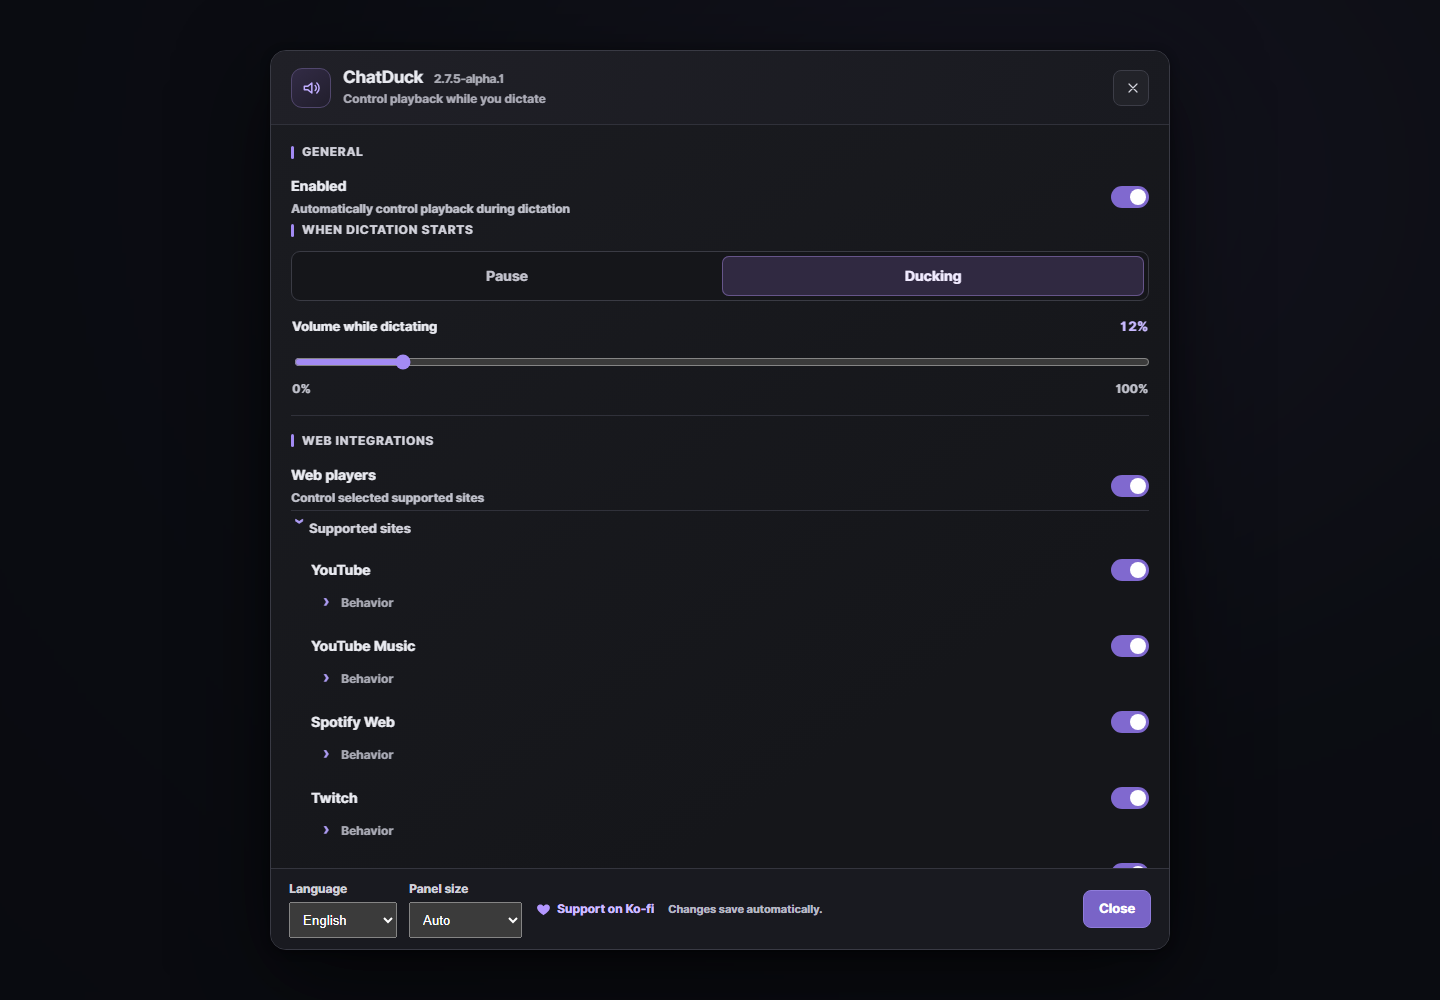 ChatDuck 2.7.5-alpha.1
Control playback while you dictate
GENERAL
Enabled
Automatically control playback during dictation
WHEN DICTATION STARTS
Pause Ducking
Volume while dictating 12%
0% 100%
WEB INTEGRATIONS
Web players
Control selected supported sites
Supported sites
YouTube
Behavior
YouTube Music
Behavior
Spotify Web
Behavior
Twitch
Behavior
Language Panel size
English Auto Support on Ko-fi Changes save automatically. Close